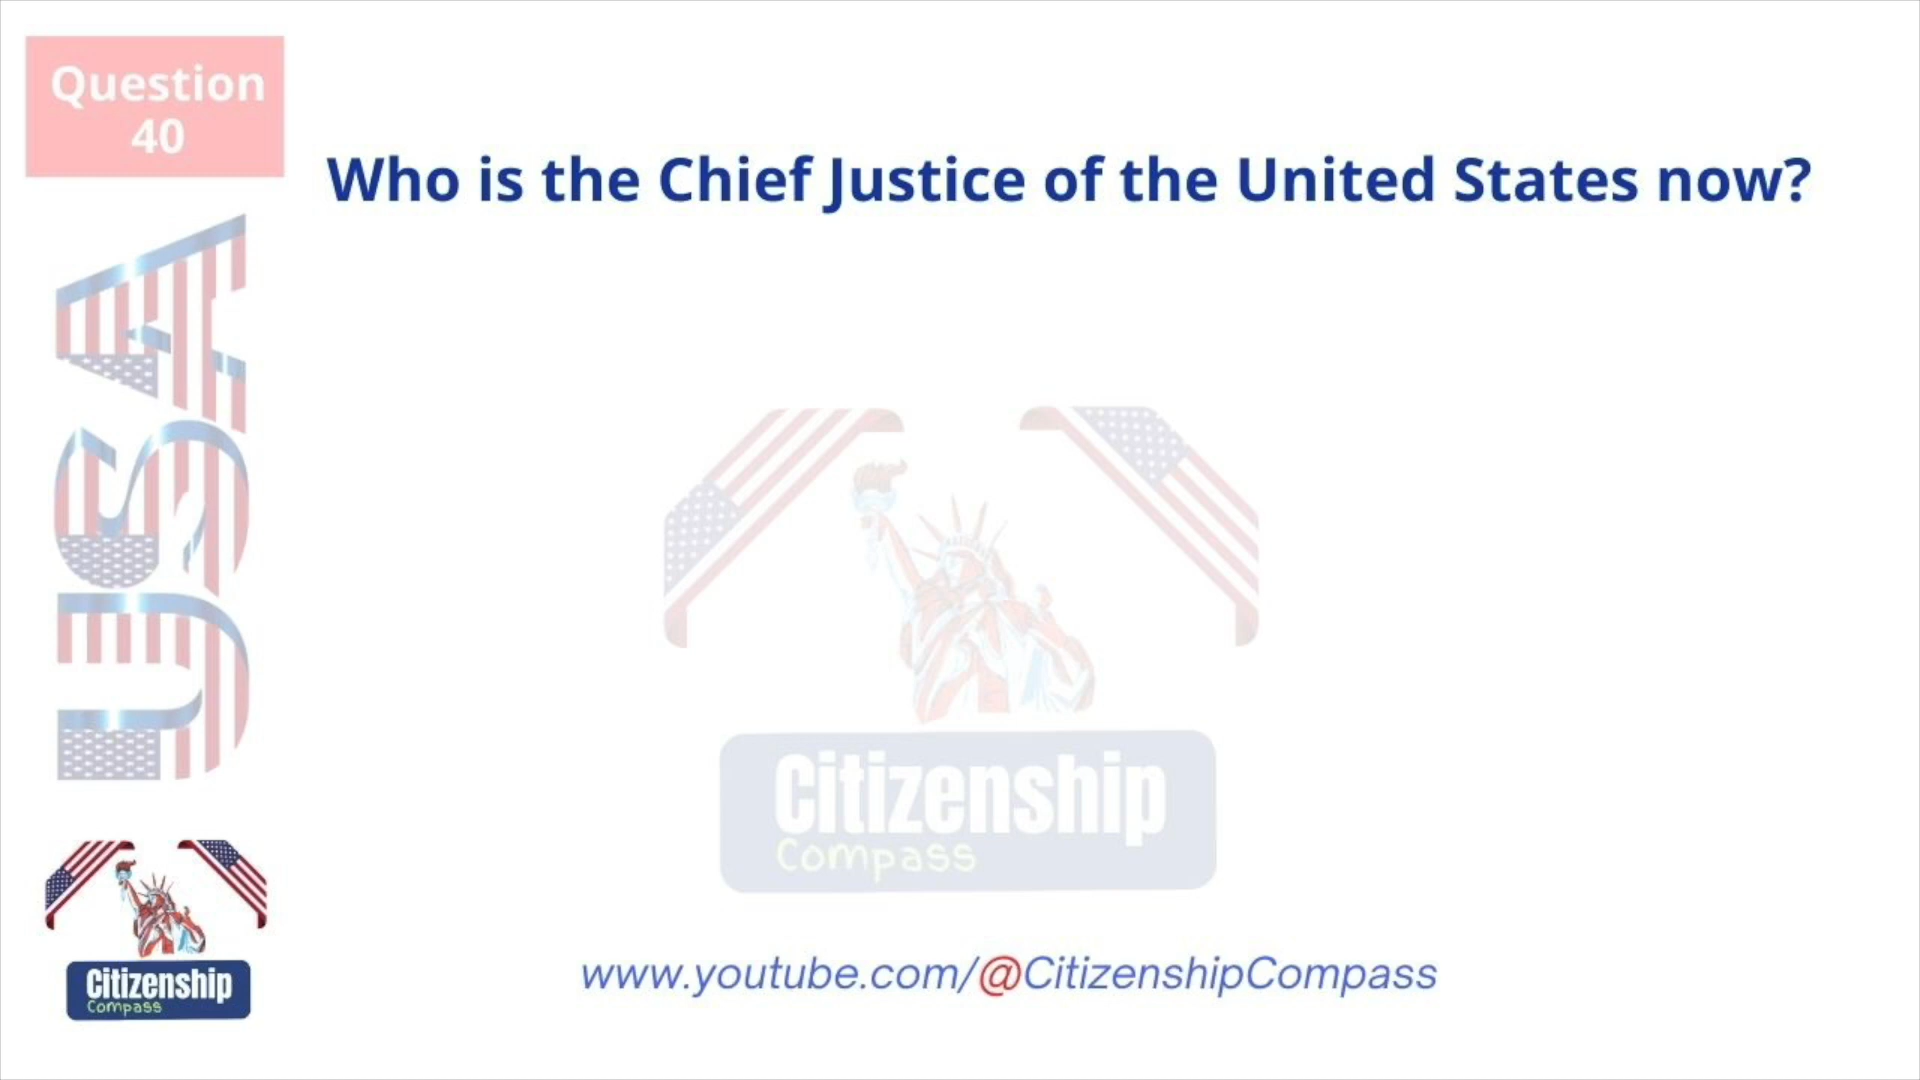 Question
40
Who is the Chief Justice of the United States now?
USA
Citizenship
Compass
Citizenship
Compass
www.youtube.com/@CitizenshipCompass